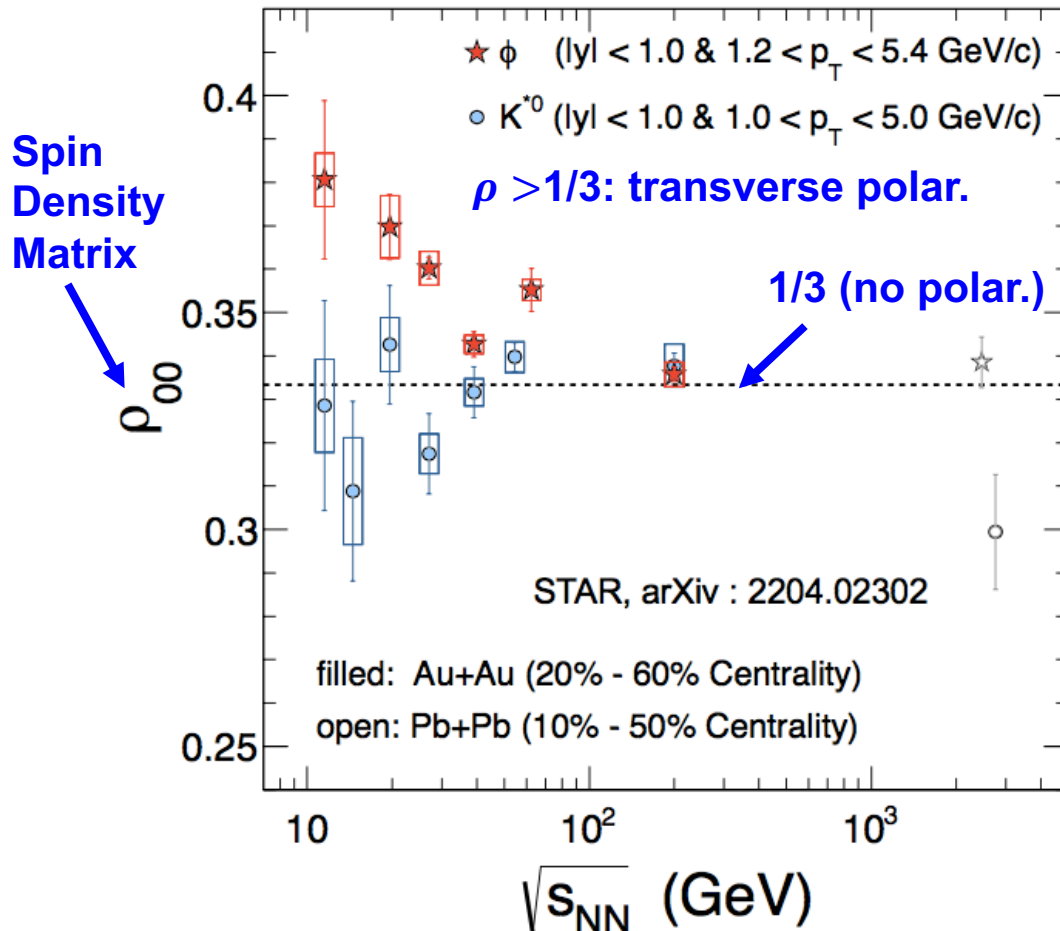 ϕ (|y| < 1.0 & 1.2 < p_T < 5.4 GeV/c)
K*0 (|y| < 1.0 & 1.0 < p_T < 5.0 GeV/c)
Spin
Density
Matrix
ρ >1/3: transverse polar.
1/3 (no polar.)
ρ00
0.4
0.35
0.3
0.25
STAR, arXiv : 2204.02302
filled: Au+Au (20% - 60% Centrality)
open: Pb+Pb (10% - 50% Centrality)
10 10² 10³
√sNN (GeV)